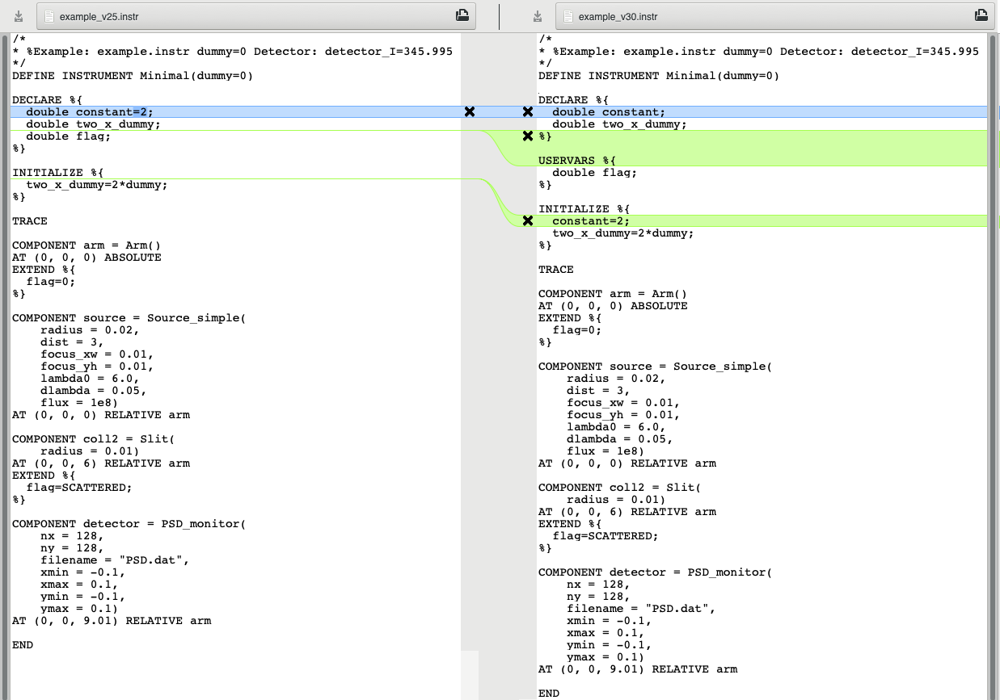 example_v25.instr
/*
* %Example: example.instr dummy=0 Detector: detector_I=345.995
*/
DEFINE INSTRUMENT Minimal(dummy=0)
DECLARE %{
  double constant=2;
  double two_x_dummy;
  double flag;
%}
INITIALIZE %{
  two_x_dummy=2*dummy;
%}
TRACE
COMPONENT arm = Arm()
AT (0, 0, 0) ABSOLUTE
EXTEND %{
  flag=0;
%}
COMPONENT source = Source_simple(
    radius = 0.02,
    dist = 3,
    focus_xw = 0.01,
    focus_yh = 0.01,
    lambda0 = 6.0,
    dlambda = 0.05,
    flux = 1e8)
AT (0, 0, 0) RELATIVE arm
COMPONENT coll2 = Slit(
    radius = 0.01)
AT (0, 0, 6) RELATIVE arm
EXTEND %{
  flag=SCATTERED;
%}
COMPONENT detector = PSD_monitor(
    nx = 128,
    ny = 128,
    filename = "PSD.dat",
    xmin = -0.1,
    xmax = 0.1,
    ymin = -0.1,
    ymax = 0.1)
AT (0, 0, 9.01) RELATIVE arm
END
example_v30.instr
/*
* %Example: example.instr dummy=0 Detector: detector_I=345.995
*/
DEFINE INSTRUMENT Minimal(dummy=0)
DECLARE %{
  double constant;
  double two_x_dummy;
%}
USERVARS %{
  double flag;
%}
INITIALIZE %{
  constant=2;
  two_x_dummy=2*dummy;
%}
TRACE
COMPONENT arm = Arm()
AT (0, 0, 0) ABSOLUTE
EXTEND %{
  flag=0;
%}
COMPONENT source = Source_simple(
    radius = 0.02,
    dist = 3,
    focus_xw = 0.01,
    focus_yh = 0.01,
    lambda0 = 6.0,
    dlambda = 0.05,
    flux = 1e8)
AT (0, 0, 0) RELATIVE arm
COMPONENT coll2 = Slit(
    radius = 0.01)
AT (0, 0, 6) RELATIVE arm
EXTEND %{
  flag=SCATTERED;
%}
COMPONENT detector = PSD_monitor(
    nx = 128,
    ny = 128,
    filename = "PSD.dat",
    xmin = -0.1,
    xmax = 0.1,
    ymin = -0.1,
    ymax = 0.1)
AT (0, 0, 9.01) RELATIVE arm
END